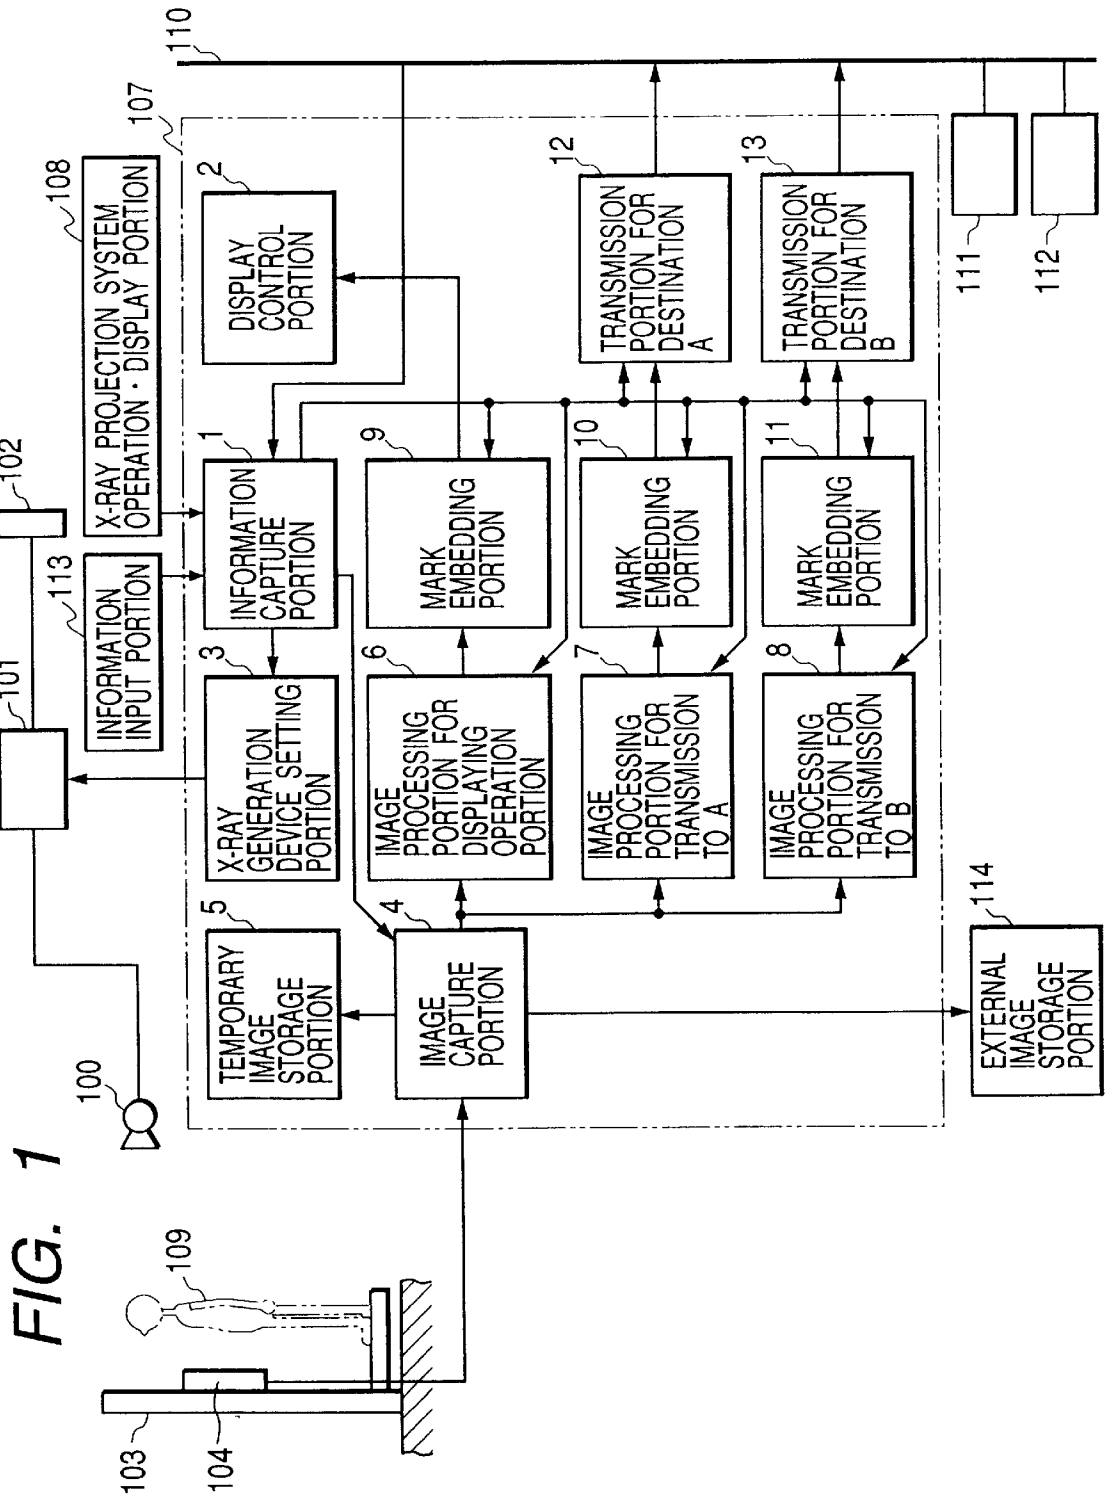 FIG. 1
103
104
109
100
101
102
INFORMATION
INPUT PORTION
113
X-RAY PROJECTION SYSTEM
OPERATION · DISPLAY PORTION
108
107
110
TEMPORARY
IMAGE
STORAGE
PORTION
5
X-RAY
GENERATION
DEVICE SETTING
PORTION
3
INFORMATION
CAPTURE
PORTION
1
DISPLAY
CONTROL
PORTION
2
IMAGE
CAPTURE
PORTION
4
IMAGE
PROCESSING
PORTION FOR
DISPLAYING
OPERATION
PORTION
6
MARK
EMBEDDING
PORTION
9
IMAGE
PROCESSING
PORTION FOR
TRANSMISSION
TO A
7
MARK
EMBEDDING
PORTION
10
TRANSMISSION
PORTION FOR
DESTINATION
A
12
IMAGE
PROCESSING
PORTION FOR
TRANSMISSION
TO B
8
MARK
EMBEDDING
PORTION
11
TRANSMISSION
PORTION FOR
DESTINATION
B
13
EXTERNAL
IMAGE
STORAGE
PORTION
114
111
112